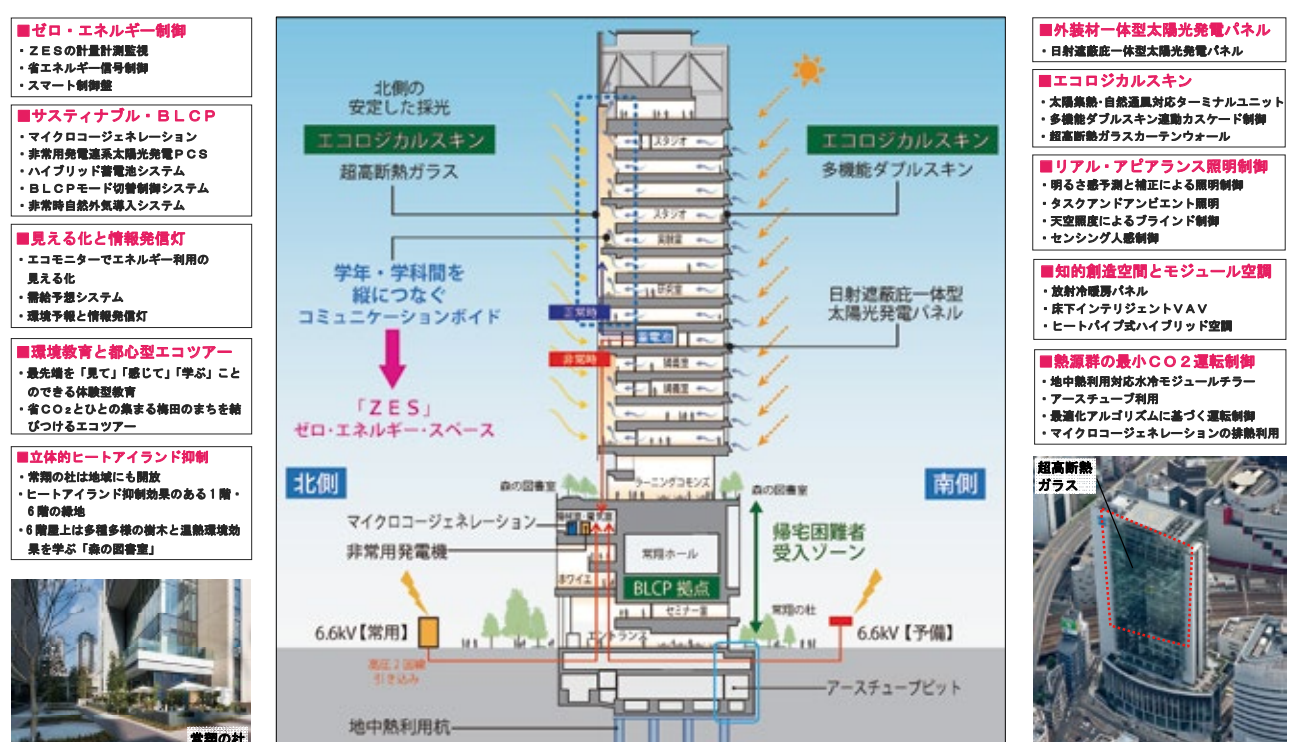 ■ゼロ・エネルギー制御
・ZESの計量計測監視
・省エネルギー信号制御
・スマート制御盤
■サスティナブル・BLCP
・マイクロコージェネレーション
・非常用発電連系太陽光発電PCS
・ハイブリッド蓄電池システム
・BLCPモード切替制御システム
・非常時自然外気導入システム
■見える化と情報発信灯
・エコモニターでエネルギー利用の
見える化
・需給予想システム
・環境予報と情報発信灯
■環境教育と都心型エコツアー
・最先端を「見て」「感じて」「学ぶ」こと
のできる体験型教育
・省CO₂とひとの集まる梅田のまちを結
びつけるエコツアー
■立体的ヒートアイランド抑制
・常翔の杜は地域にも開放
・ヒートアイランド抑制効果のある1階・
6階の緑地
・6階屋上は多種多様の樹木と温熱環境効
果を学ぶ「森の図書室」
常翔の杜
北側の
安定した採光
エコロジカルスキン
超高断熱ガラス
学年・学科間を
縦につなぐ
コミュニケーションボイド
「ZES」
ゼロ・エネルギー・スペース
正常時
非常時
スタジオ
スタジオ
実験室
研究室
蓄電池
講義室
講義室
ラーニングコモンズ
エコロジカルスキン
多機能ダブルスキン
日射遮蔽庇一体型
太陽光発電パネル
北側
南側
森の図書室
森の図書室
機械室・電気室
マイクロコージェネレーション
非常用発電機
常翔ホール
帰宅困難者
受入ゾーン
ホワイエ
BLCP 拠点
セミナー室
常翔の杜
エントランス
6.6kV【常用】
6.6kV【予備】
高圧2回線
引き込み
アースチューブピット
地中熱利用杭
■外装材一体型太陽光発電パネル
・日射遮蔽庇一体型太陽光発電パネル
■エコロジカルスキン
・太陽集熱・自然通風対応ターミナルユニット
・多機能ダブルスキン連動カスケード制御
・超高断熱ガラスカーテンウォール
■リアル・アピアランス照明制御
・明るさ感予測と補正による照明制御
・タスクアンドアンビエント照明
・天空照度によるブラインド制御
・センシング人感制御
■知的創造空間とモジュール空調
・放射冷暖房パネル
・床下インテリジェントVAV
・ヒートパイプ式ハイブリッド空調
■熱源群の最小CO2運転制御
・地中熱利用対応水冷モジュールチラー
・アースチューブ利用
・最適化アルゴリズムに基づく運転制御
・マイクロコージェネレーションの排熱利用
超高断熱
ガラス